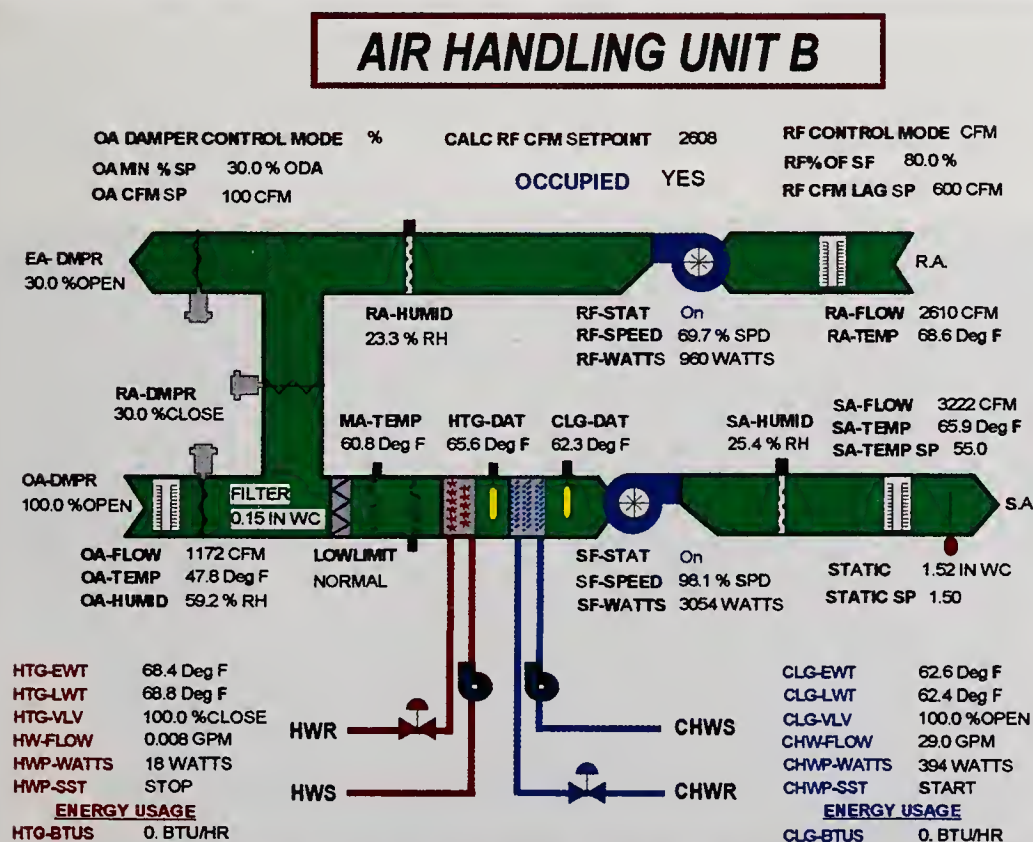 AIR HANDLING UNIT B
OA DAMPER CONTROL MODE %
OA MIN % SP 30.0 % ODA
OA CFM SP 100 CFM
CALC RF CFM SETPOINT 2608
OCCUPIED YES
RF CONTROL MODE CFM
RF% OF SF 80.0 %
RF CFM LAG SP 600 CFM
EA- DMPR
30.0 %OPEN
R.A.
RA-HUMID
23.3 % RH
RF-STAT On
RF-SPEED 69.7 % SPD
RF-WATTS 960 WATTS
RA-FLOW 2610 CFM
RA-TEMP 68.6 Deg F
RA-DMPR
30.0 %CLOSE
MA-TEMP
60.8 Deg F
HTG-DAT
65.6 Deg F
CLG-DAT
62.3 Deg F
SA-HUMID
25.4 % RH
SA-FLOW 3222 CFM
SA-TEMP 65.9 Deg F
SA-TEMP SP 55.0
OA-DMPR
100.0 %OPEN
FILTER
0.15 IN WC
S.A.
OA-FLOW 1172 CFM
OA-TEMP 47.8 Deg F
OA-HUMID 59.2 % RH
LOWLIMIT
NORMAL
SF-STAT On
SF-SPEED 98.1 % SPD
SF-WATTS 3054 WATTS
STATIC 1.52 IN WC
STATIC SP 1.50
HTG-EWT 68.4 Deg F
HTG-LWT 68.8 Deg F
HTG-VLV 100.0 %CLOSE
HW-FLOW 0.008 GPM
HWP-WATTS 18 WATTS
HWP-SST STOP
ENERGY USAGE
HTG-BTUS 0. BTU/HR
HWR
HWS
CHWS
CHWR
CLG-EWT 62.6 Deg F
CLG-LWT 62.4 Deg F
CLG-VLV 100.0 %OPEN
CHW-FLOW 29.0 GPM
CHWP-WATTS 394 WATTS
CHWP-SST START
ENERGY USAGE
CLG-BTUS 0. BTU/HR